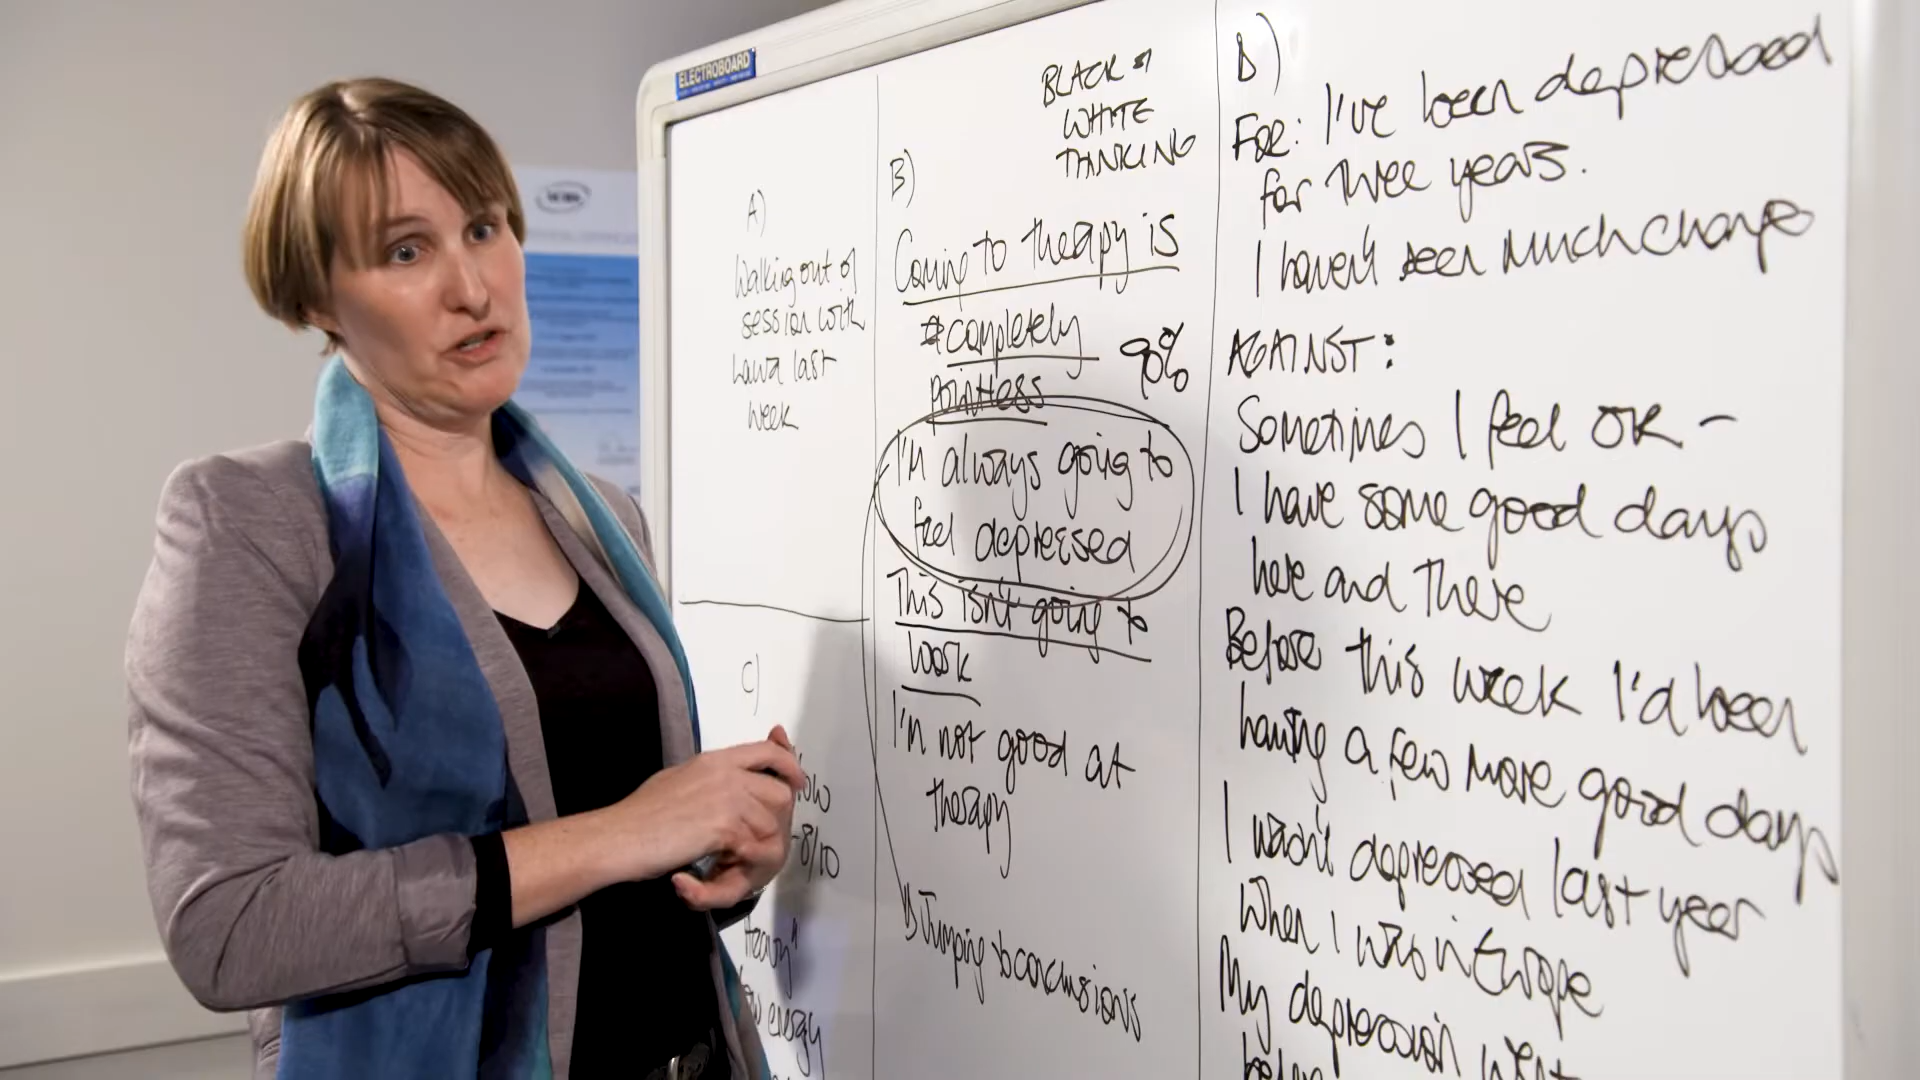 ELECTROBOARD
A)
Walking out of
session with
last
week
C)
low
-8/10
Heavy"
energy
BLACK &
WHITE
THINKING
B)
Coming to therapy is
completely
pointless
90%
I'm always going to
feel depressed
This isn't going to
work
I'm not good at
therapy
Jumping to conclusions
D)
FOR: I've been depressed
for three years.
I haven't seen much change
AGAINST:
Sometimes I feel OK -
I have some good days
here and there
Before this week I'd been
having a few more good days
I wasn't depressed last year
when I was in Europe
My depression went